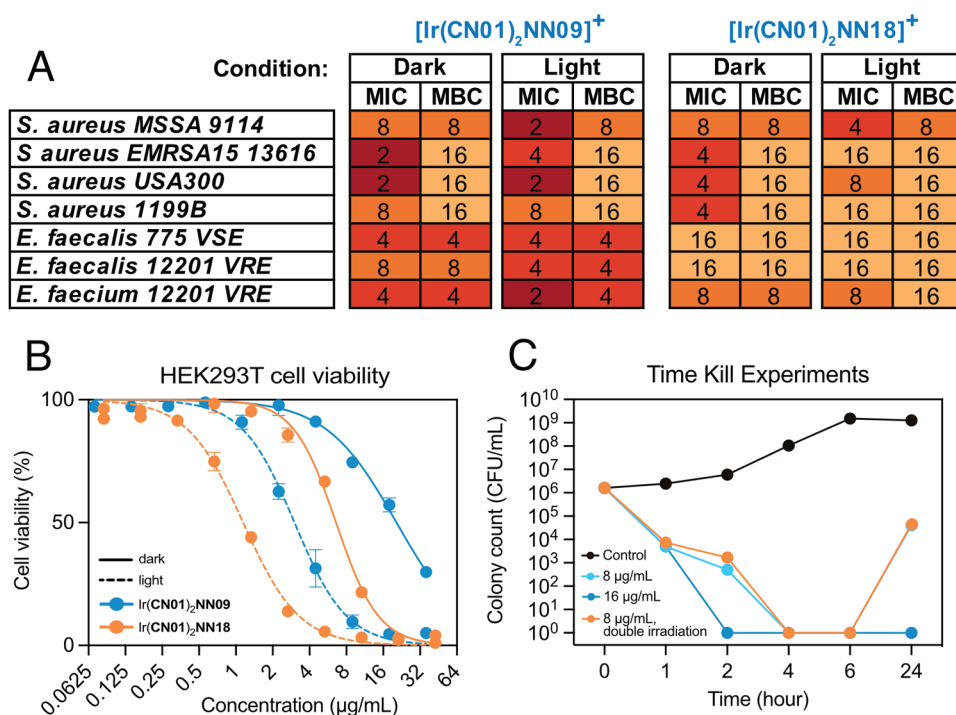 [Ir(CN01)2NN09]+ [Ir(CN01)2NN18]+
A
Condition: Dark Light Dark Light
MIC MBC MIC MBC MIC MBC MIC MBC
S. aureus MSSA 9114 8 8 2 8 8 8 4 8
S aureus EMRSA15 13616 2 16 4 16 4 16 16 16
S. aureus USA300 2 16 2 16 4 16 8 16
S. aureus 1199B 8 16 8 16 4 16 16 16
E. faecalis 775 VSE 4 4 4 4 16 16 16 16
E. faecalis 12201 VRE 8 8 4 4 16 16 16 16
E. faecium 12201 VRE 4 4 2 4 8 8 8 16
B
HEK293T cell viability
Cell viability (%)
100
50
0
dark
light
Ir(CN01)2NN09
Ir(CN01)2NN18
0.0625 0.125 0.25 0.5 1 2 4 8 16 32 64
Concentration (µg/mL)
C
Time Kill Experiments
Colony count (CFU/mL)
10^10
10^9
10^8
10^7
10^6
10^5
10^4
10^3
10^2
10^1
10^0
Control
8 µg/mL
16 µg/mL
8 µg/mL,
double irradiation
0 1 2 4 6 24
Time (hour)